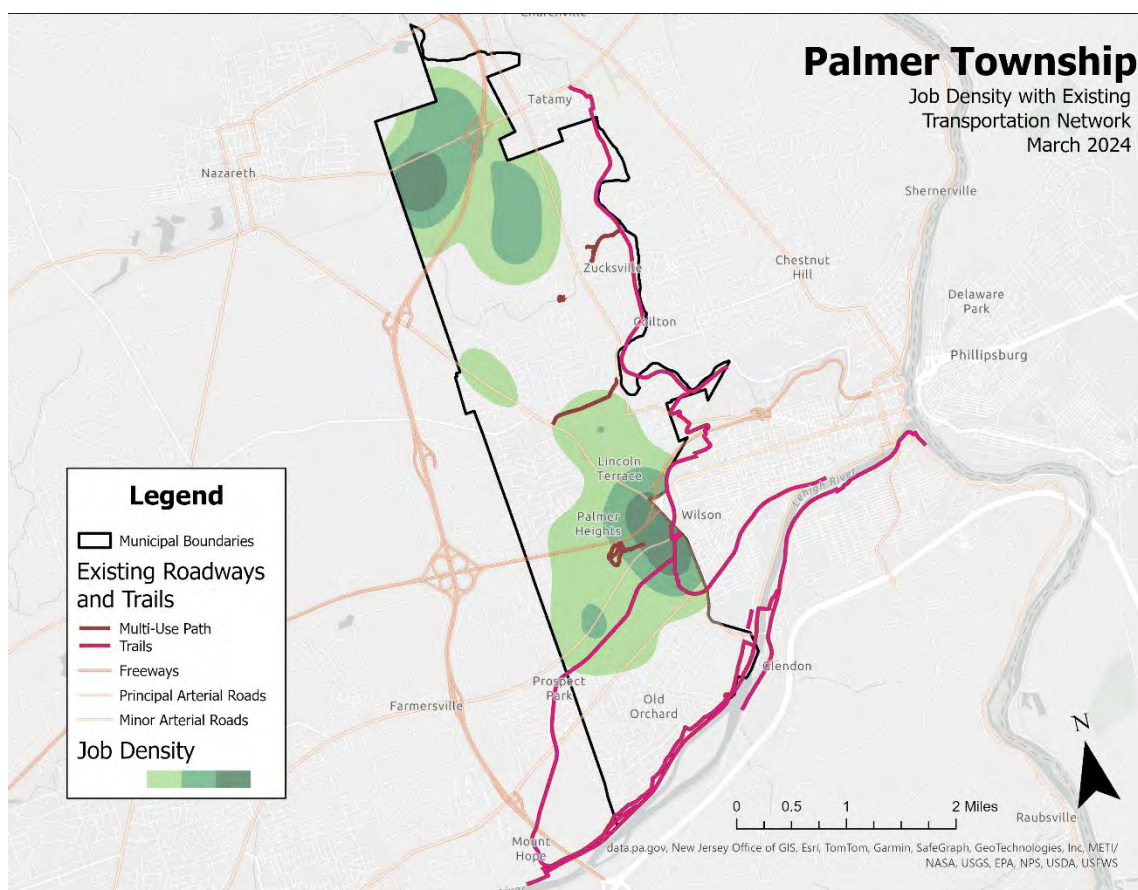 Palmer Township
Job Density with Existing
Transportation Network
March 2024
Churchville
Tatamy
Nazareth
Shernerville
Chestnut
Hill
Zucksville
Delaware
Park
Coilton
Phillipsburg
Lincoln
Terrace
Lehigh River
Palmer
Heights
Wilson
Glendon
Prospect
Park
Old
Orchard
Farmersville
Mount
Hope
Raubsville
Legend
Municipal Boundaries
Existing Roadways
and Trails
Multi-Use Path
Trails
Freeways
Principal Arterial Roads
Minor Arterial Roads
Job Density
N
0 0.5 1 2 Miles
data.pa.gov, New Jersey Office of GIS, Esri, TomTom, Garmin, SafeGraph, GeoTechnologies, Inc, METI/
NASA, USGS, EPA, NPS, USDA, USFWS